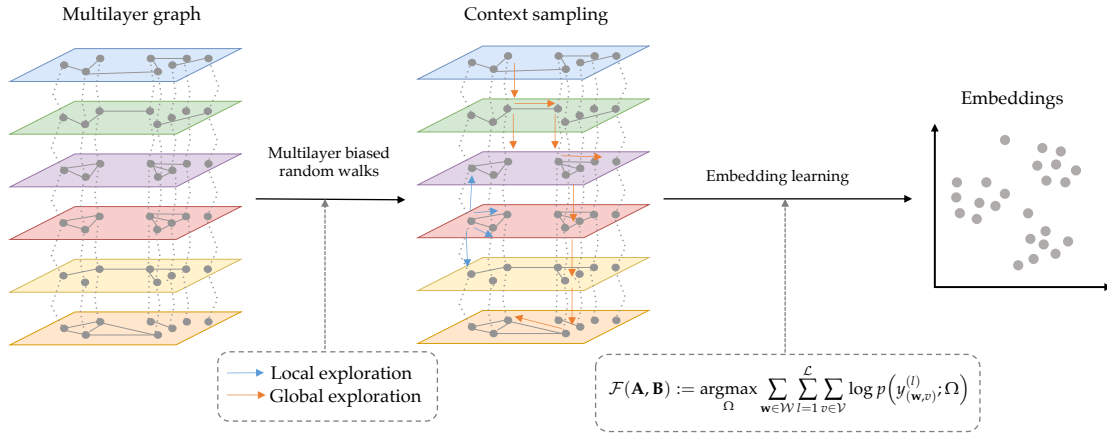 Multilayer graph
Context sampling
Embeddings
Multilayer biased
random walks
Embedding learning
Local exploration
Global exploration
𝓕(𝐀, 𝐁) := argmax_Ω ∑_{𝐰∈𝒲} ∑_{l=1}^{𝓛} ∑_{v∈𝒱} log p(y^{(l)}_{(𝐰,v)}; Ω)